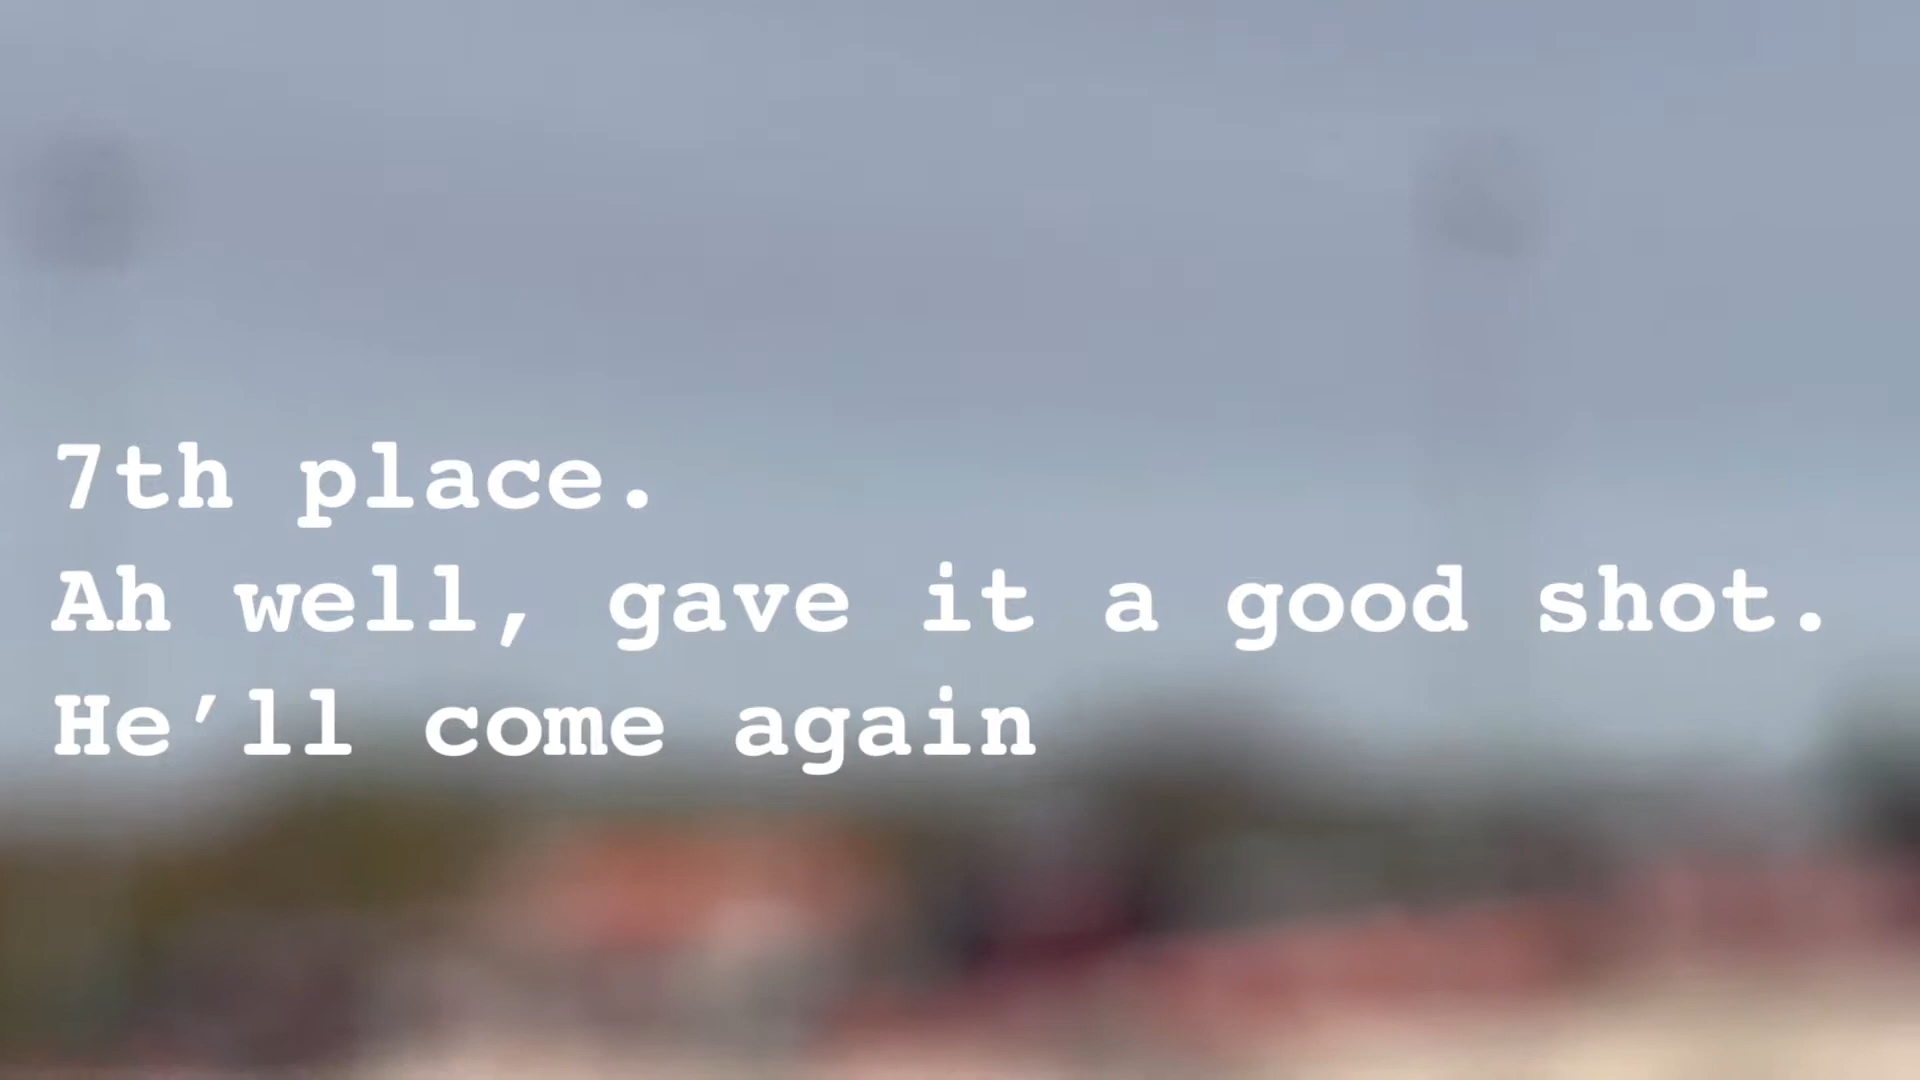 7th place.
Ah well, gave it a good shot.
He’ll come again